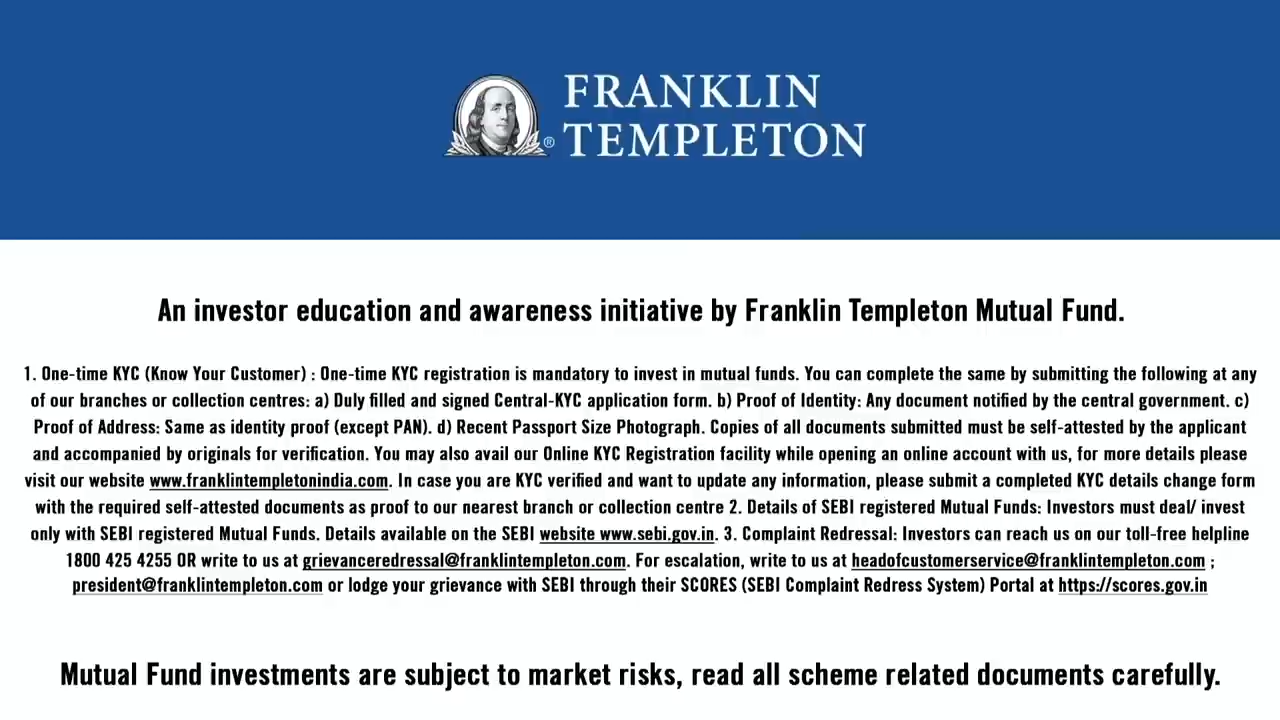 FRANKLIN
TEMPLETON
®
An investor education and awareness initiative by Franklin Templeton Mutual Fund.
1. One-time KYC (Know Your Customer) : One-time KYC registration is mandatory to invest in mutual funds. You can complete the same by submitting the following at any
of our branches or collection centres: a) Duly filled and signed Central-KYC application form. b) Proof of Identity: Any document notified by the central government. c)
Proof of Address: Same as identity proof (except PAN). d) Recent Passport Size Photograph. Copies of all documents submitted must be self-attested by the applicant
and accompanied by originals for verification. You may also avail our Online KYC Registration facility while opening an online account with us, for more details please
visit our website www.franklintempletonindia.com. In case you are KYC verified and want to update any information, please submit a completed KYC details change form
with the required self-attested documents as proof to our nearest branch or collection centre 2. Details of SEBI registered Mutual Funds: Investors must deal/ invest
only with SEBI registered Mutual Funds. Details available on the SEBI website www.sebi.gov.in. 3. Complaint Redressal: Investors can reach us on our toll-free helpline
1800 425 4255 OR write to us at grievanceredressal@franklintempleton.com. For escalation, write to us at headofcustomerservice@franklintempleton.com ;
president@franklintempleton.com or lodge your grievance with SEBI through their SCORES (SEBI Complaint Redress System) Portal at https://scores.gov.in
Mutual Fund investments are subject to market risks, read all scheme related documents carefully.